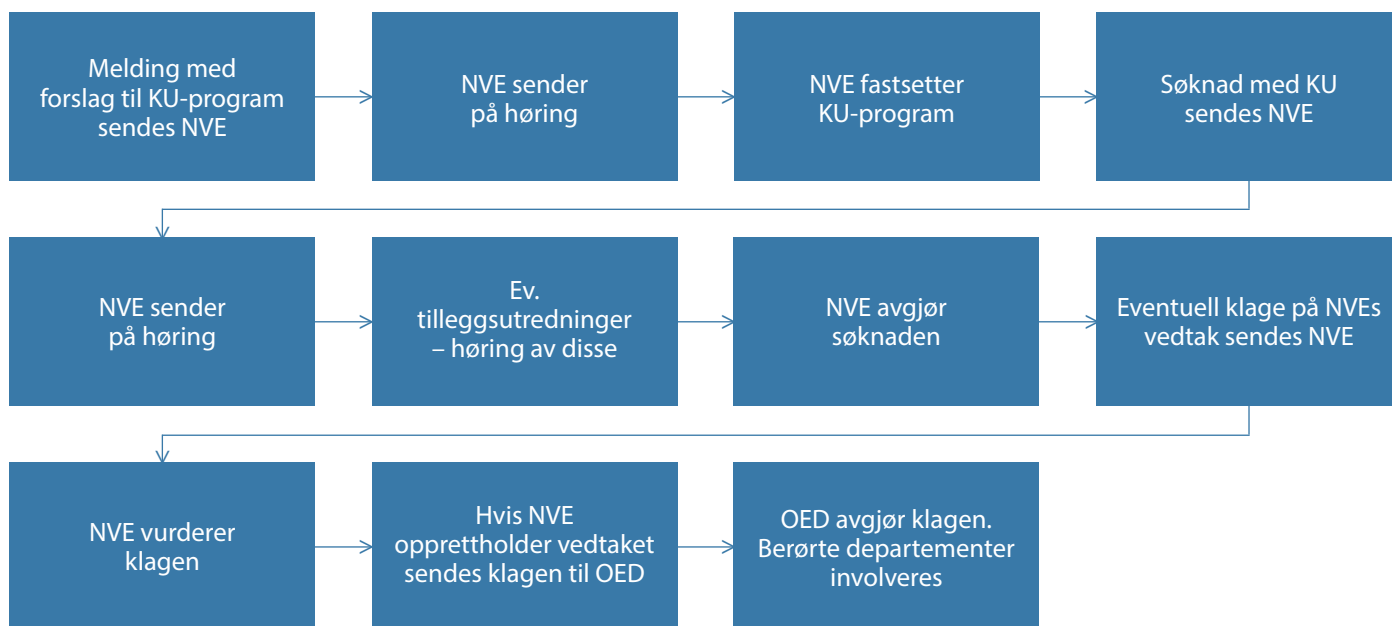 Melding med
forslag til KU-program
sendes NVE
NVE sender
på høring
NVE fastsetter
KU-program
Søknad med KU
sendes NVE
NVE sender
på høring
Ev.
tilleggsutredninger
– høring av disse
NVE avgjør
søknaden
Eventuell klage på NVEs
vedtak sendes NVE
NVE vurderer
klagen
Hvis NVE
opprettholder vedtaket
sendes klagen til OED
OED avgjør klagen.
Berørte departementer
involveres